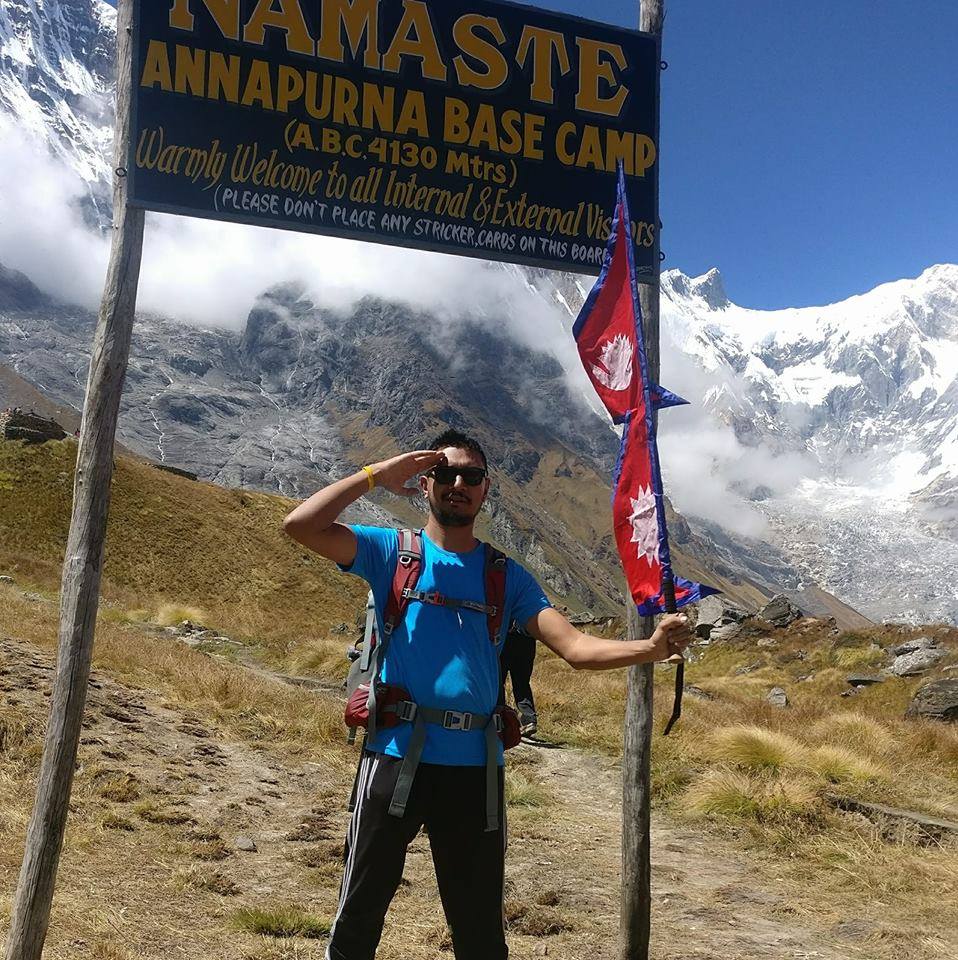 NAMASTE
ANNAPURNA BASE CAMP
(A.B.C.4130 Mtrs)
Warmly Welcome to all Internal & External Visitors
(PLEASE DON'T PLACE ANY STRICKER,CARDS ON THIS BOARD